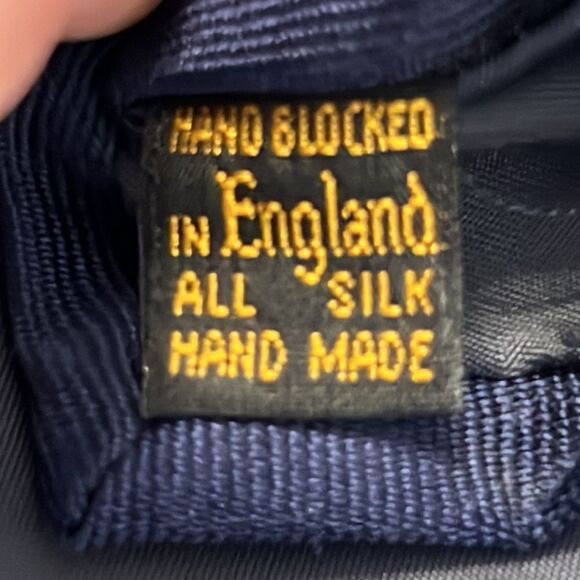 HAND BLOCKED
IN England
ALL SILK
HAND MADE